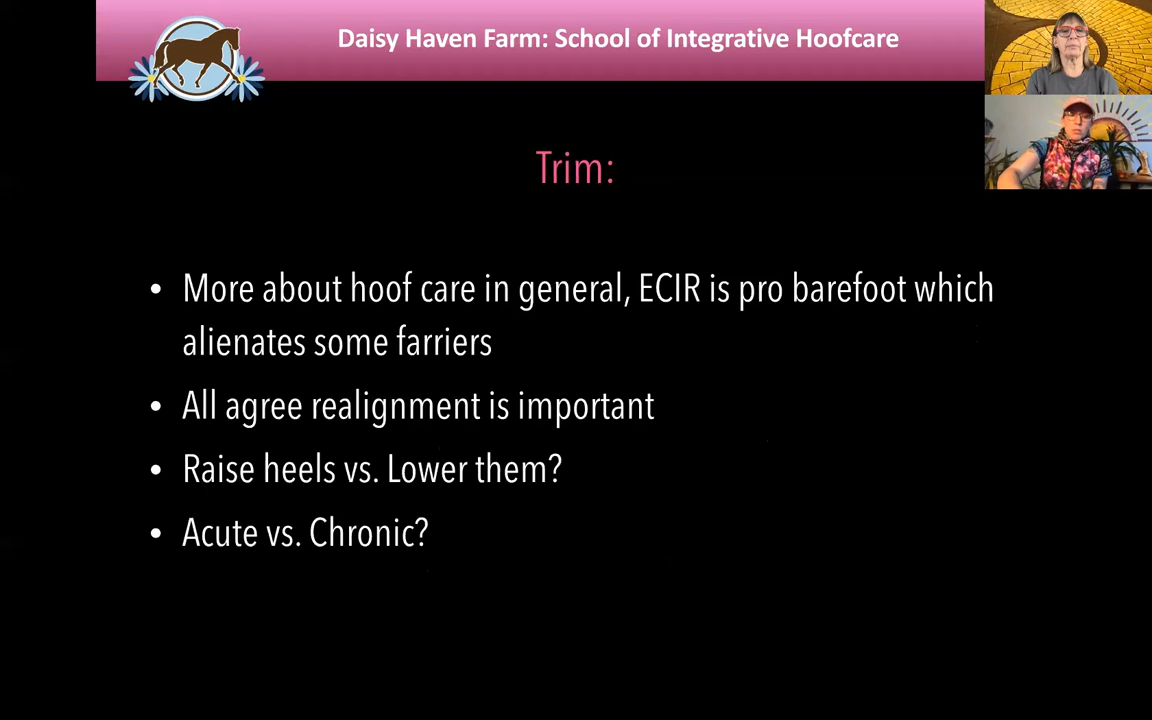 Daisy Haven Farm: School of Integrative Hoofcare
Trim:
• More about hoof care in general, ECIR is pro barefoot which
alienates some farriers
• All agree realignment is important
• Raise heels vs. Lower them?
• Acute vs. Chronic?